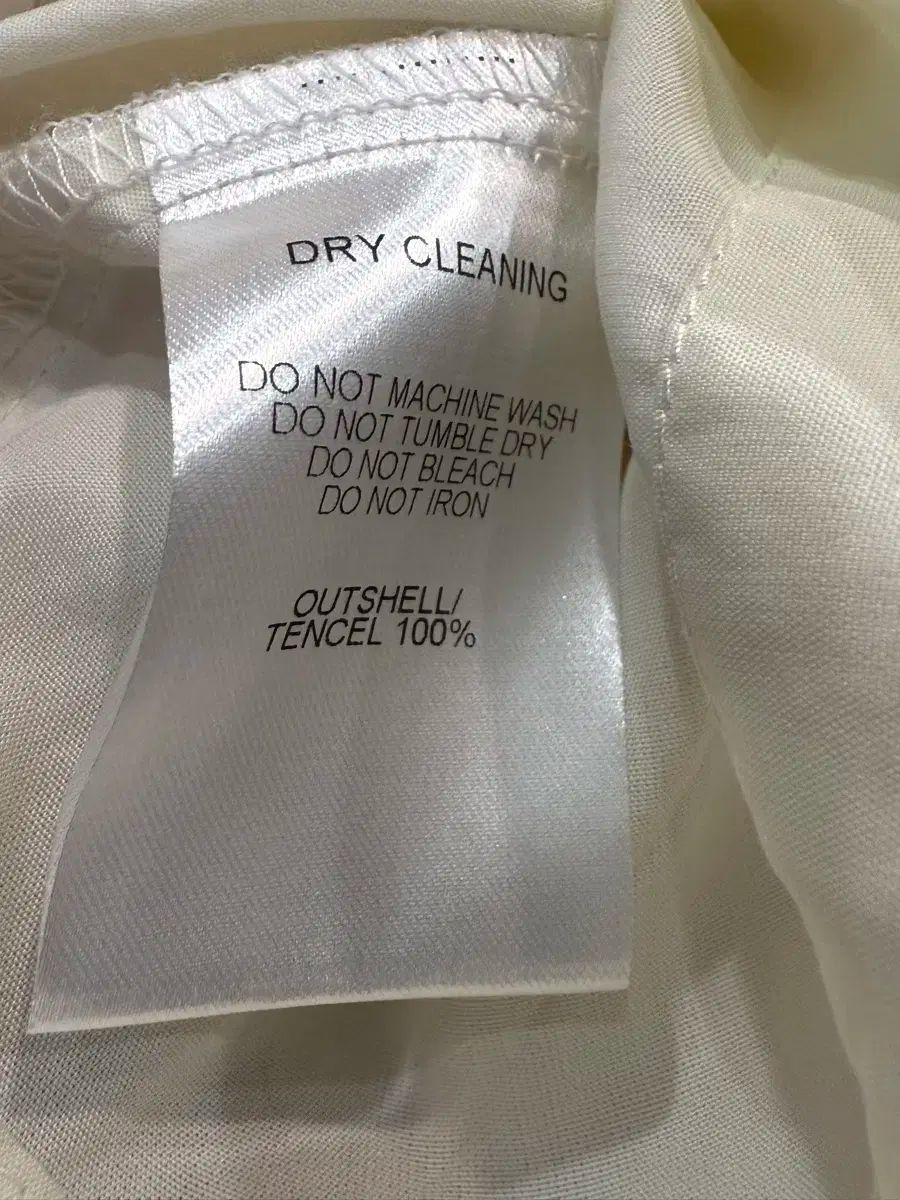 DRY CLEANING
DO NOT MACHINE WASH
DO NOT TUMBLE DRY
DO NOT BLEACH
DO NOT IRON
OUTSHELL/
TENCEL 100%